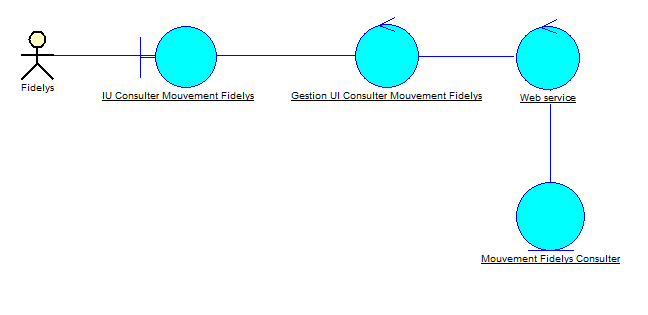 Fidelys
IU Consulter Mouvement Fidelys
Gestion UI Consulter Mouvement Fidelys
Web service
Mouvement Fidelys Consulter